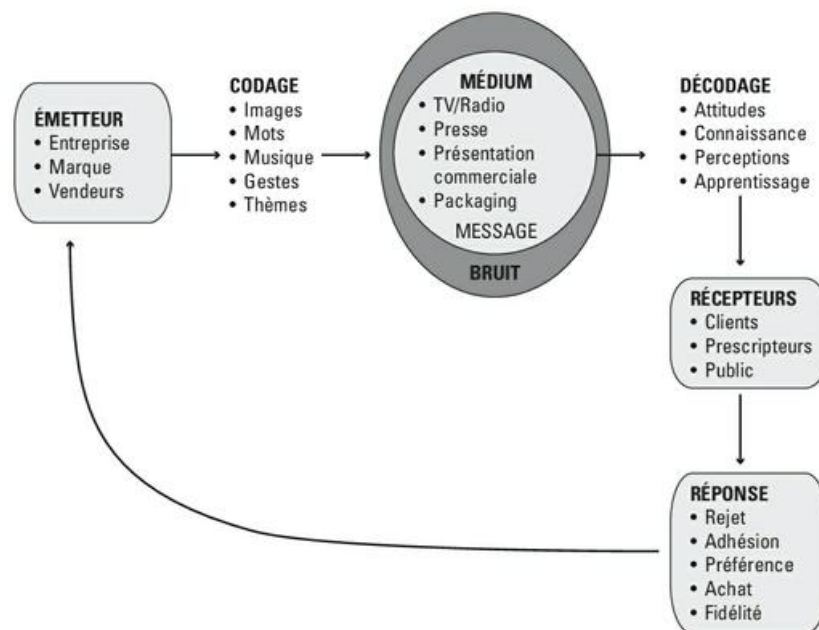 ÉMETTEUR
• Entreprise
• Marque
• Vendeurs
CODAGE
• Images
• Mots
• Musique
• Gestes
• Thèmes
MÉDIUM
• TV/Radio
• Presse
• Présentation
commerciale
• Packaging
MESSAGE
BRUIT
DÉCODAGE
• Attitudes
• Connaissance
• Perceptions
• Apprentissage
RÉCEPTEURS
• Clients
• Prescripteurs
• Public
RÉPONSE
• Rejet
• Adhésion
• Préférence
• Achat
• Fidélité